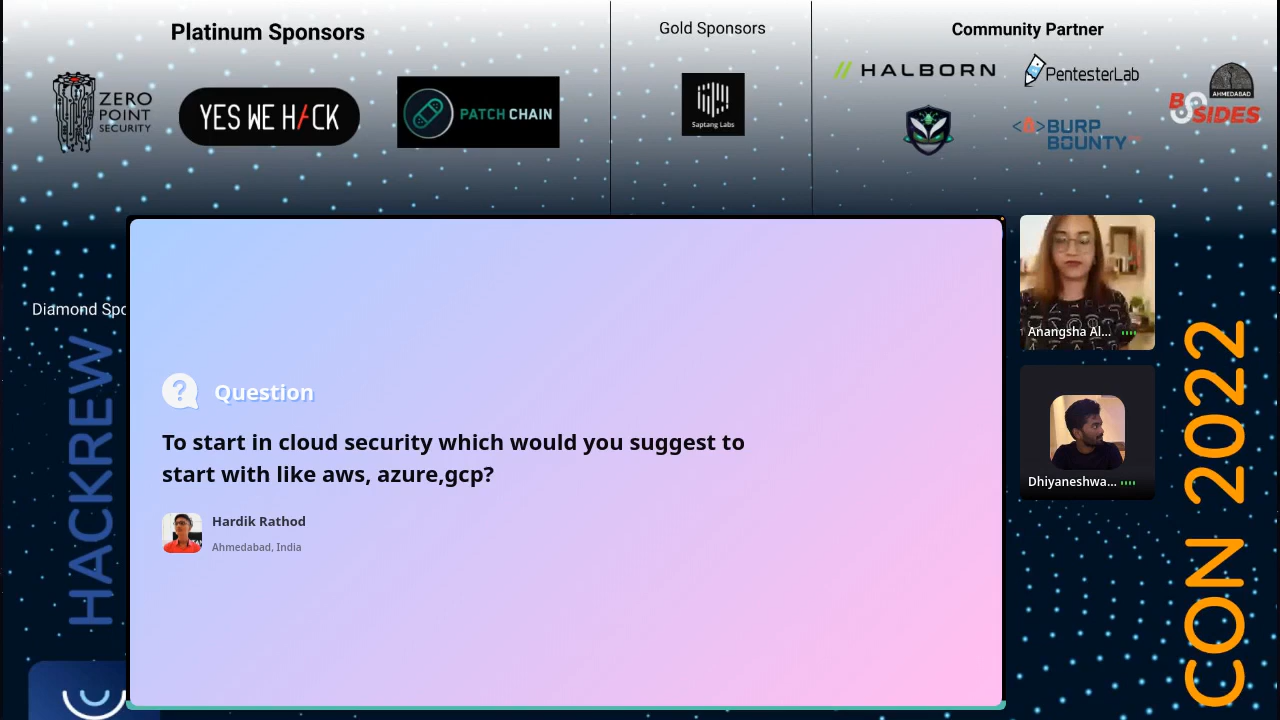 Platinum Sponsors
Gold Sponsors
Community Partner
ZERO
POINT
SECURITY
YES WE H/CK
PATCH CHAIN
Saptang Labs
HALBORN
PentesterLab
AHMEDABAD
BSIDES
<>BURP
BOUNTY
Diamond Spo
HACKREW
Question
To start in cloud security which would you suggest to
start with like aws, azure,gcp?
Hardik Rathod
Ahmedabad, India
Anangsha Al...
Dhiyaneshwa...
CON 2022